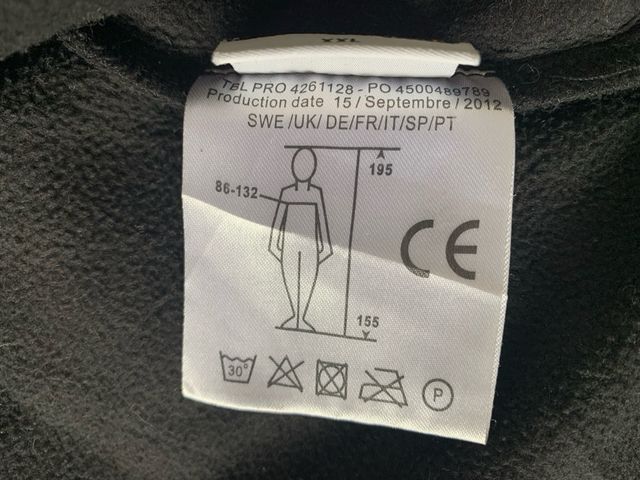 XXL
TBL PRO 4261128 - PO 4500489789
Production date 15 / Septembre / 2012
SWE /UK/ DE/FR/IT/SP/PT
195
86-132
CE
155
30°
P